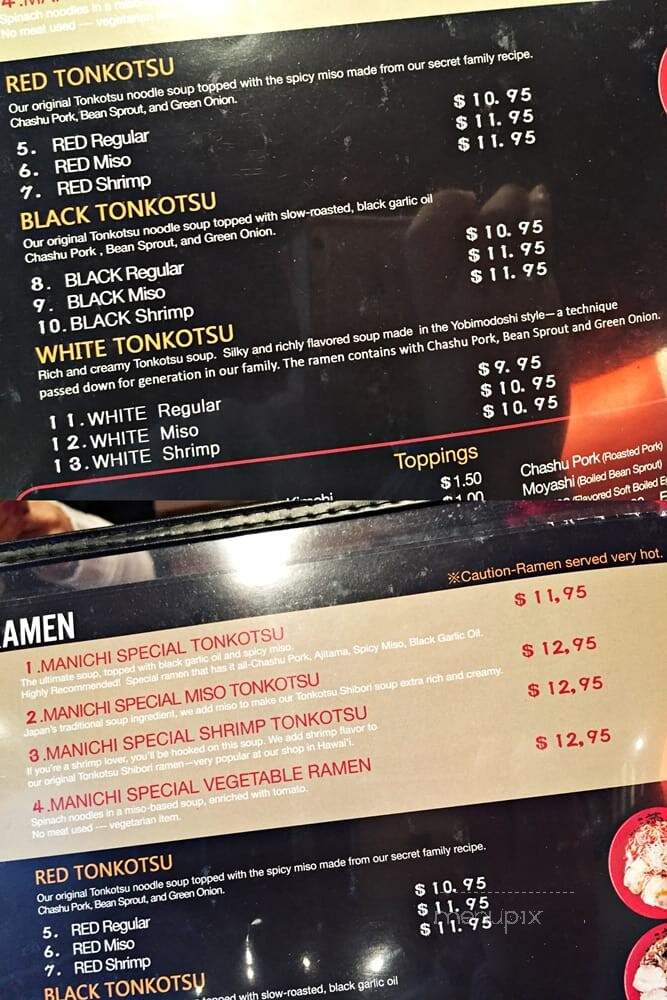 Spinach noodles in a
No meat used --- vegetarian
RED TONKOTSU
Our original Tonkotsu noodle soup topped with the spicy miso made from our secret family recipe.
Chashu Pork, Bean Sprout, and Green Onion.
5. RED Regular $10.95
6. RED Miso $11.95
7. RED Shrimp $11.95
BLACK TONKOTSU
Our original Tonkotsu noodle soup topped with slow-roasted, black garlic oil
Chashu Pork , Bean Sprout, and Green Onion.
8. BLACK Regular $10.95
9. BLACK Miso $11.95
10. BLACK Shrimp $11.95
WHITE TONKOTSU
Rich and creamy Tonkotsu soup. Silky and richly flavored soup made in the Yobimodoshi style—a technique
passed down for generation in our family. The ramen contains with Chashu Pork, Bean Sprout and Green Onion.
11. WHITE Regular $9.95
12. WHITE Miso $10.95
13. WHITE Shrimp $10.95
Toppings
$1.50 Chashu Pork (Roasted Pork)
Moyashi (Boiled Bean Sprout)
(Flavored Soft Boiled
※Caution-Ramen served very hot.
RAMEN
1.MANICHI SPECIAL TONKOTSU $11,95
The ultimate soup, topped with black garlic oil and spicy miso.
Highly Recommended! Special ramen that has it all-Chashu Pork, Ajitama, Spicy Miso, Black Garlic Oil.
2.MANICHI SPECIAL MISO TONKOTSU $12,95
Japan's traditional soup ingredient, we add miso to make our Tonkotsu Shibori soup extra rich and creamy.
3.MANICHI SPECIAL SHRIMP TONKOTSU $12,95
If you're a shrimp lover, you'll be hooked on this soup. We add shrimp flavor to
our original Tonkotsu Shibori ramen—very popular at our shop in Hawai'i.
4.MANICHI SPECIAL VEGETABLE RAMEN $12,95
Spinach noodles in a miso-based soup, enriched with tomato.
No meat used --- vegetarian item.
RED TONKOTSU
Our original Tonkotsu noodle soup topped with the spicy miso made from our secret family recipe.
Chashu Pork, Bean Sprout, and Green Onion.
5. RED Regular $10.95
6. RED Miso $11.95
7. RED Shrimp $11.95
menupix
BLACK TONKOTSU
with slow-roasted, black garlic oil